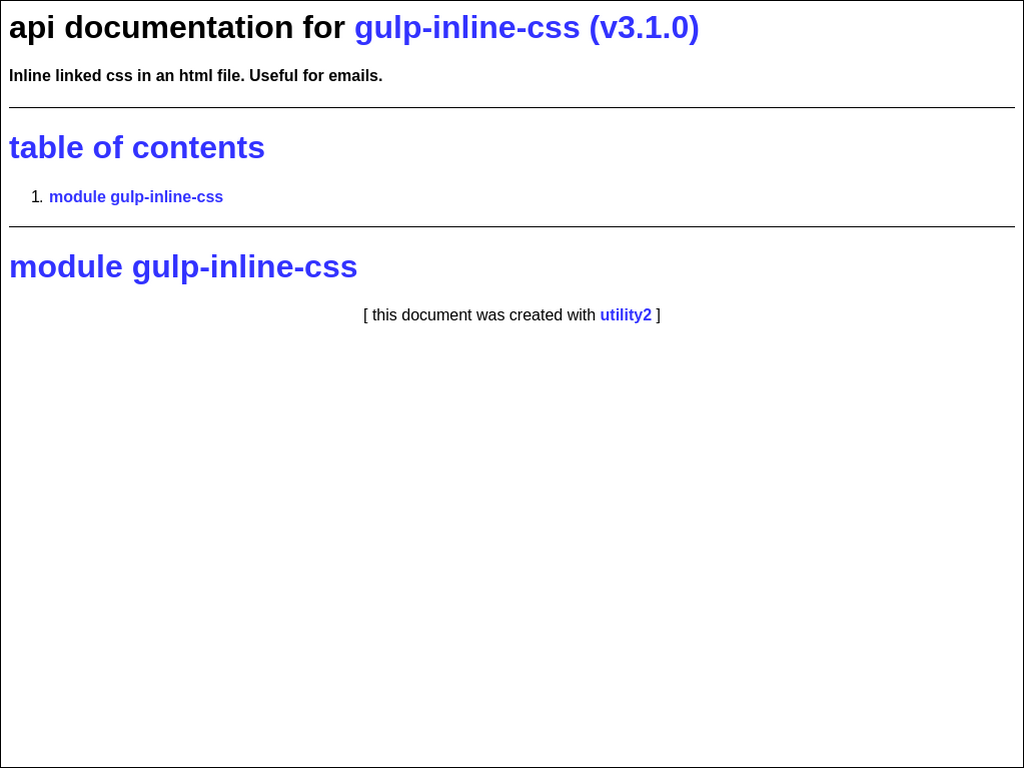 api documentation for gulp-inline-css (v3.1.0)
Inline linked css in an html file. Useful for emails.
table of contents
1. module gulp-inline-css
module gulp-inline-css
[ this document was created with utility2 ]